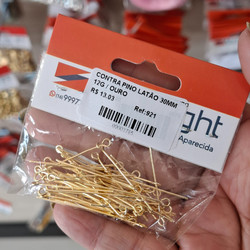 CONTRA PINO LATÃO 30MM
12G / OURO
R$ 13,03
Ref:921
ght
Aparecida